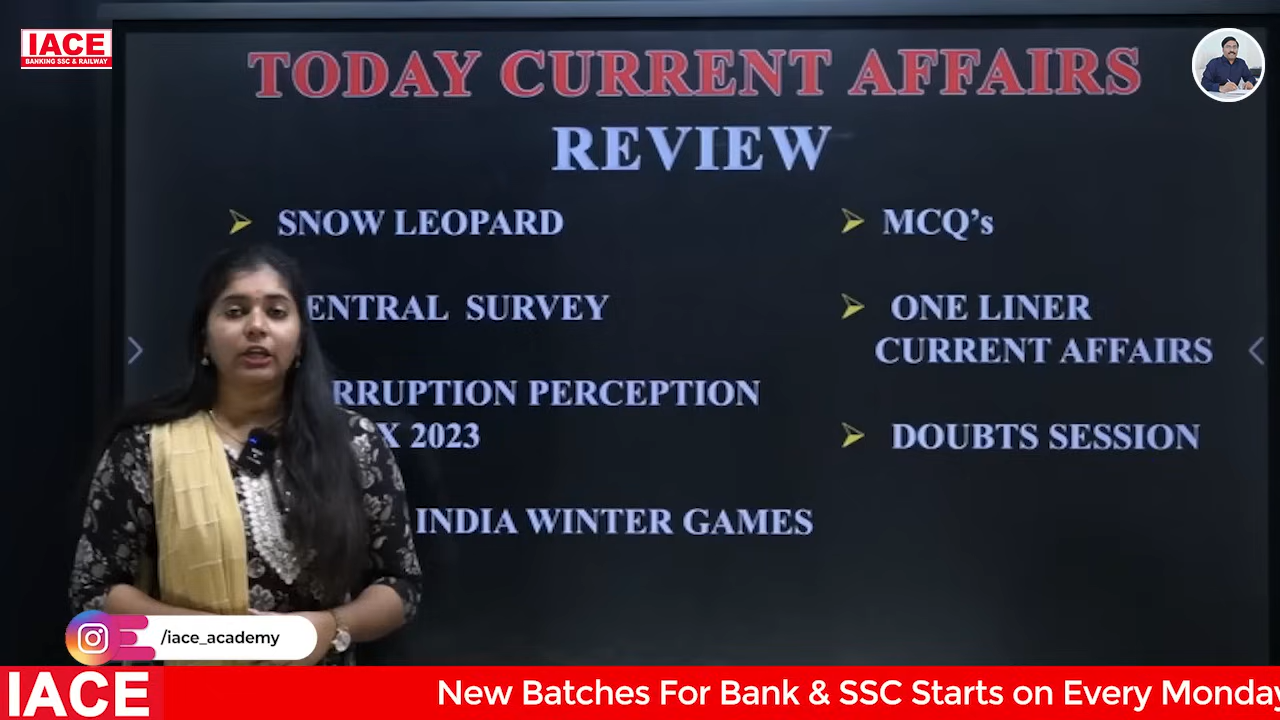 IACE
BANKING SSC & RAILWAY
TODAY CURRENT AFFAIRS
REVIEW
SNOW LEOPARD
ENTRAL SURVEY
RRUPTION PERCEPTION
X 2023
INDIA WINTER GAMES
MCQ’s
ONE LINER
CURRENT AFFAIRS
DOUBTS SESSION
/iace_academy
IACE
New Batches For Bank & SSC Starts on Every Monday